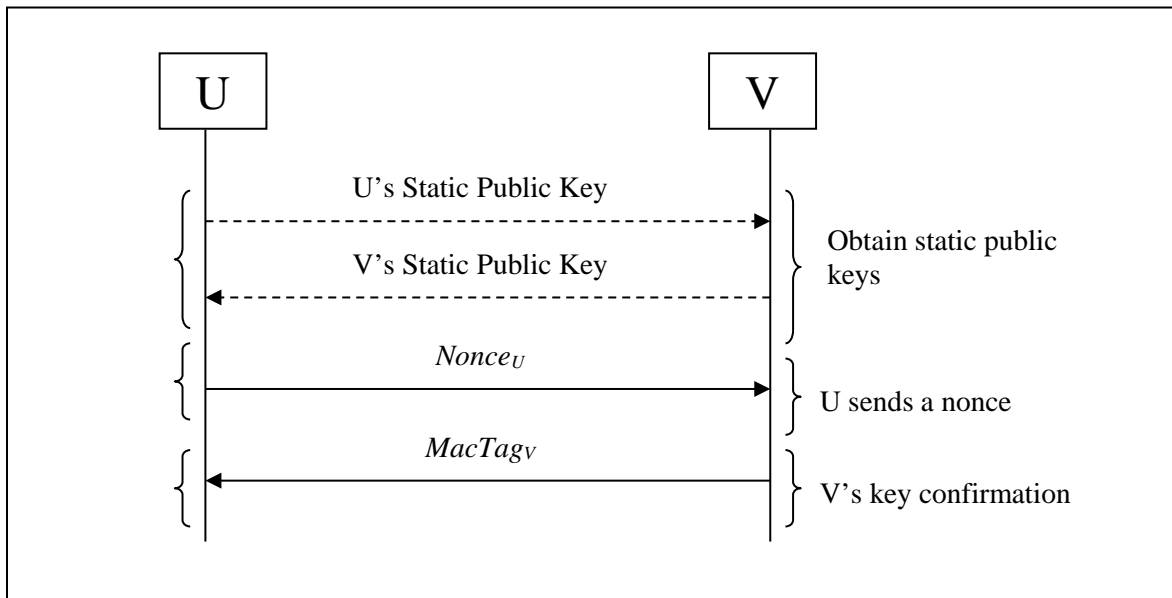 U
V
U’s Static Public Key
V’s Static Public Key
Obtain static public
keys
NonceU
U sends a nonce
MacTagV
V’s key confirmation